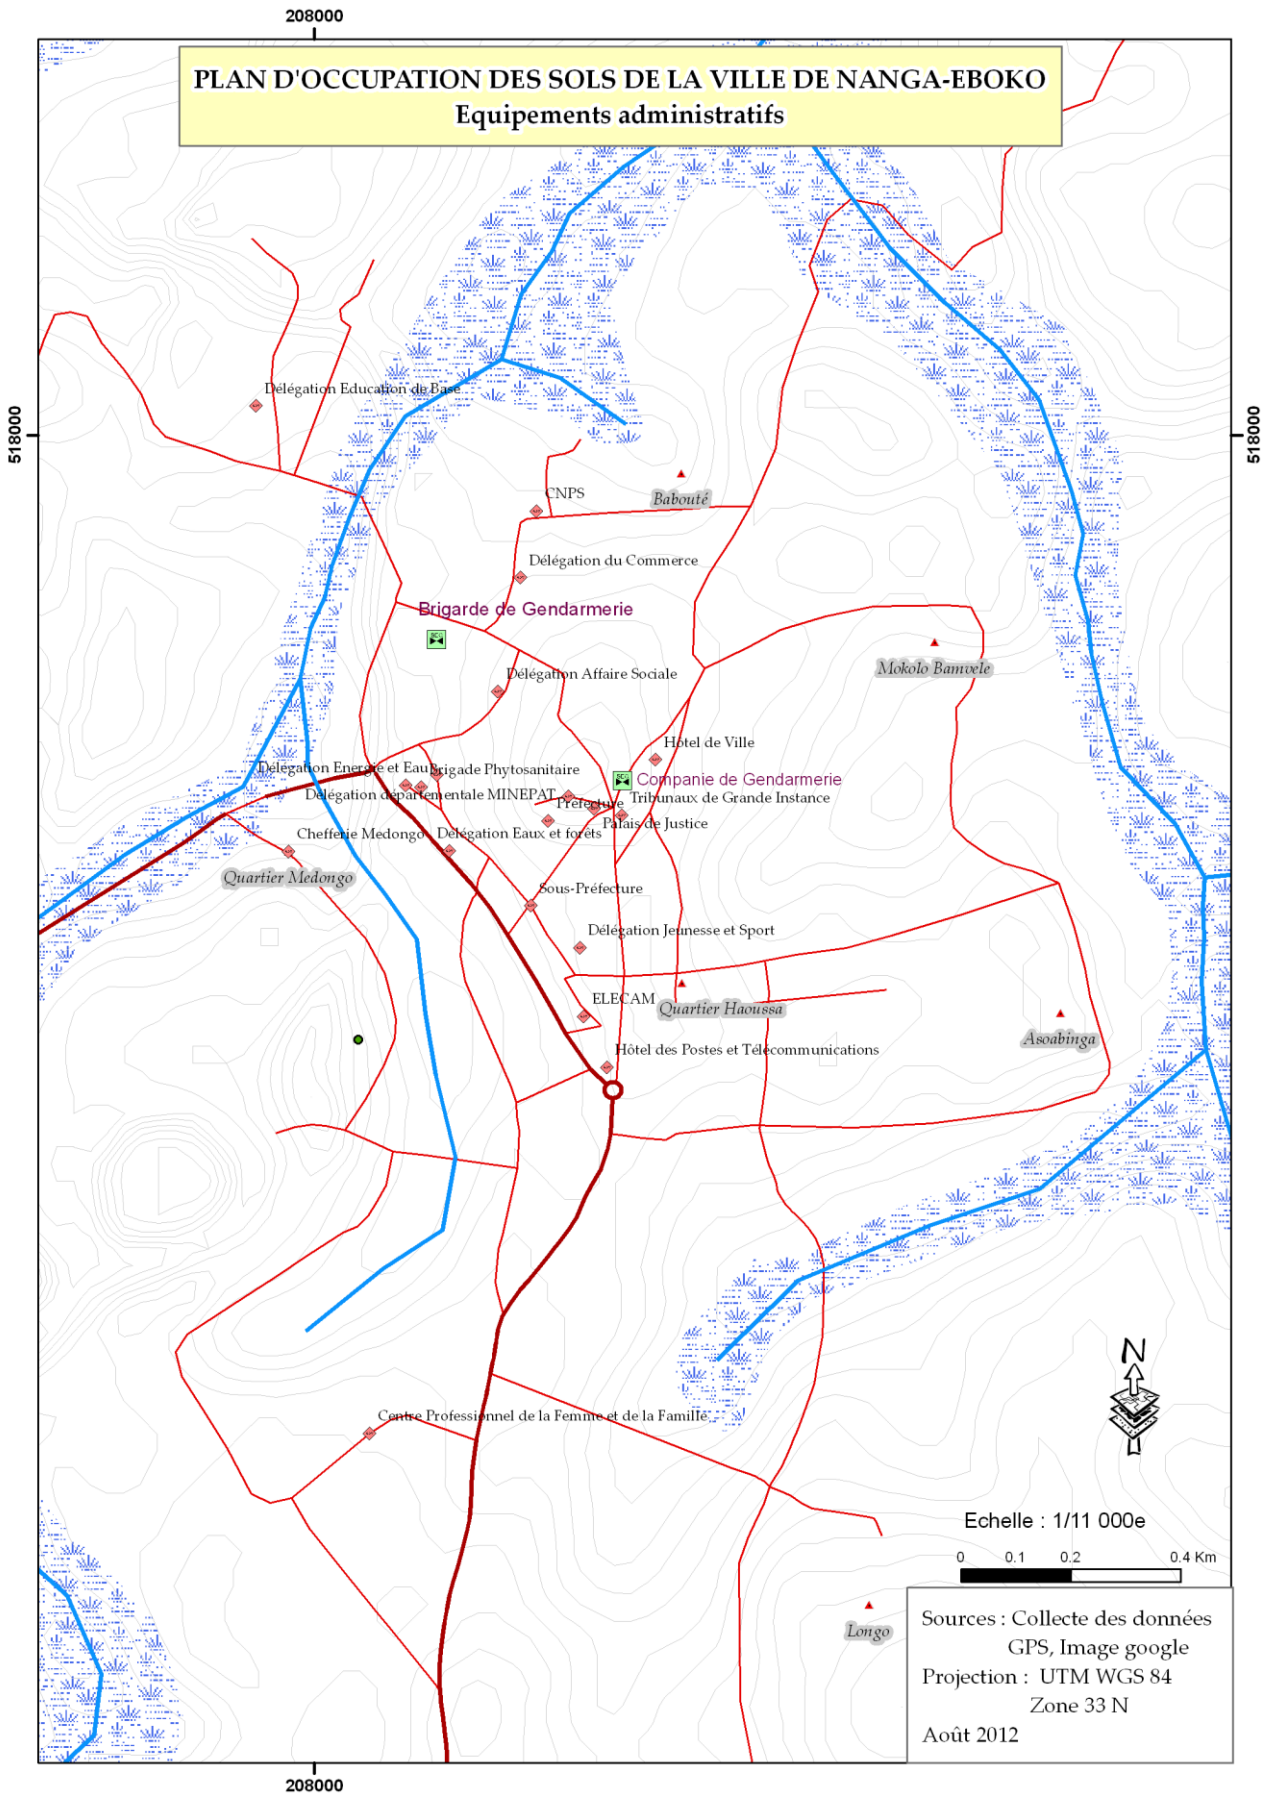 208000
PLAN D'OCCUPATION DES SOLS DE LA VILLE DE NANGA-EBOKO
Equipements administratifs
518000
518000
Délégation Education de Base
CNPS
Babouté
Délégation du Commerce
Brigarde de Gendarmerie
Mokolo Bamvele
Délégation Affaire Sociale
Hôtel de Ville
Délégation Energie et Eau
Brigade Phytosanitaire
Companie de Gendarmerie
Délégation départementale MINEPAT
Préfecture
Tribunaux de Grande Instance
Palais de Justice
Chefferie Medongo
Délégation Eaux et forêts
Quartier Medongo
Sous-Préfecture
Délégation Jeunesse et Sport
ELECAM
Quartier Haoussa
Asoabinga
Hôtel des Postes et Télécommunications
N
Centre Professionnel de la Femme et de la Famille
Echelle : 1/11 000e
0 0.1 0.2 0.4 Km
Longo
Sources : Collecte des données
GPS, Image google
Projection : UTM WGS 84
Zone 33 N
Août 2012
208000